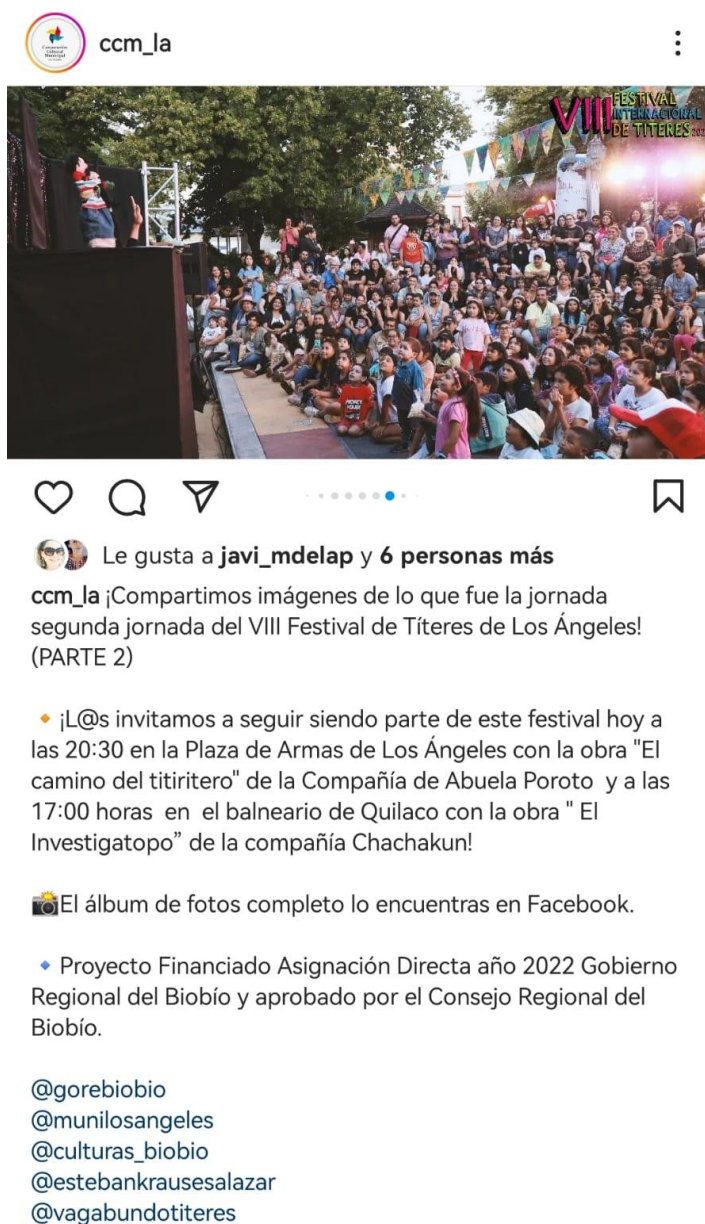 ccm_la
VIII FESTIVAL
INTERNACIONAL
DE TÍTERES
Le gusta a javi_mdelap y 6 personas más
ccm_la ¡Compartimos imágenes de lo que fue la jornada
segunda jornada del VIII Festival de Títeres de Los Ángeles!
(PARTE 2)
🔸¡L@s invitamos a seguir siendo parte de este festival hoy a
las 20:30 en la Plaza de Armas de Los Ángeles con la obra "El
camino del titiritero" de la Compañía de Abuela Poroto  y a las
17:00 horas  en  el balneario de Quilaco con la obra " El
Investigatopo” de la compañía Chachakun!
📸El álbum de fotos completo lo encuentras en Facebook.
🔹Proyecto Financiado Asignación Directa año 2022 Gobierno
Regional del Biobío y aprobado por el Consejo Regional del
Biobío.
@gorebiobio
@munilosangeles
@culturas_biobio
@estebankrausesalazar
@vagabundotiteres